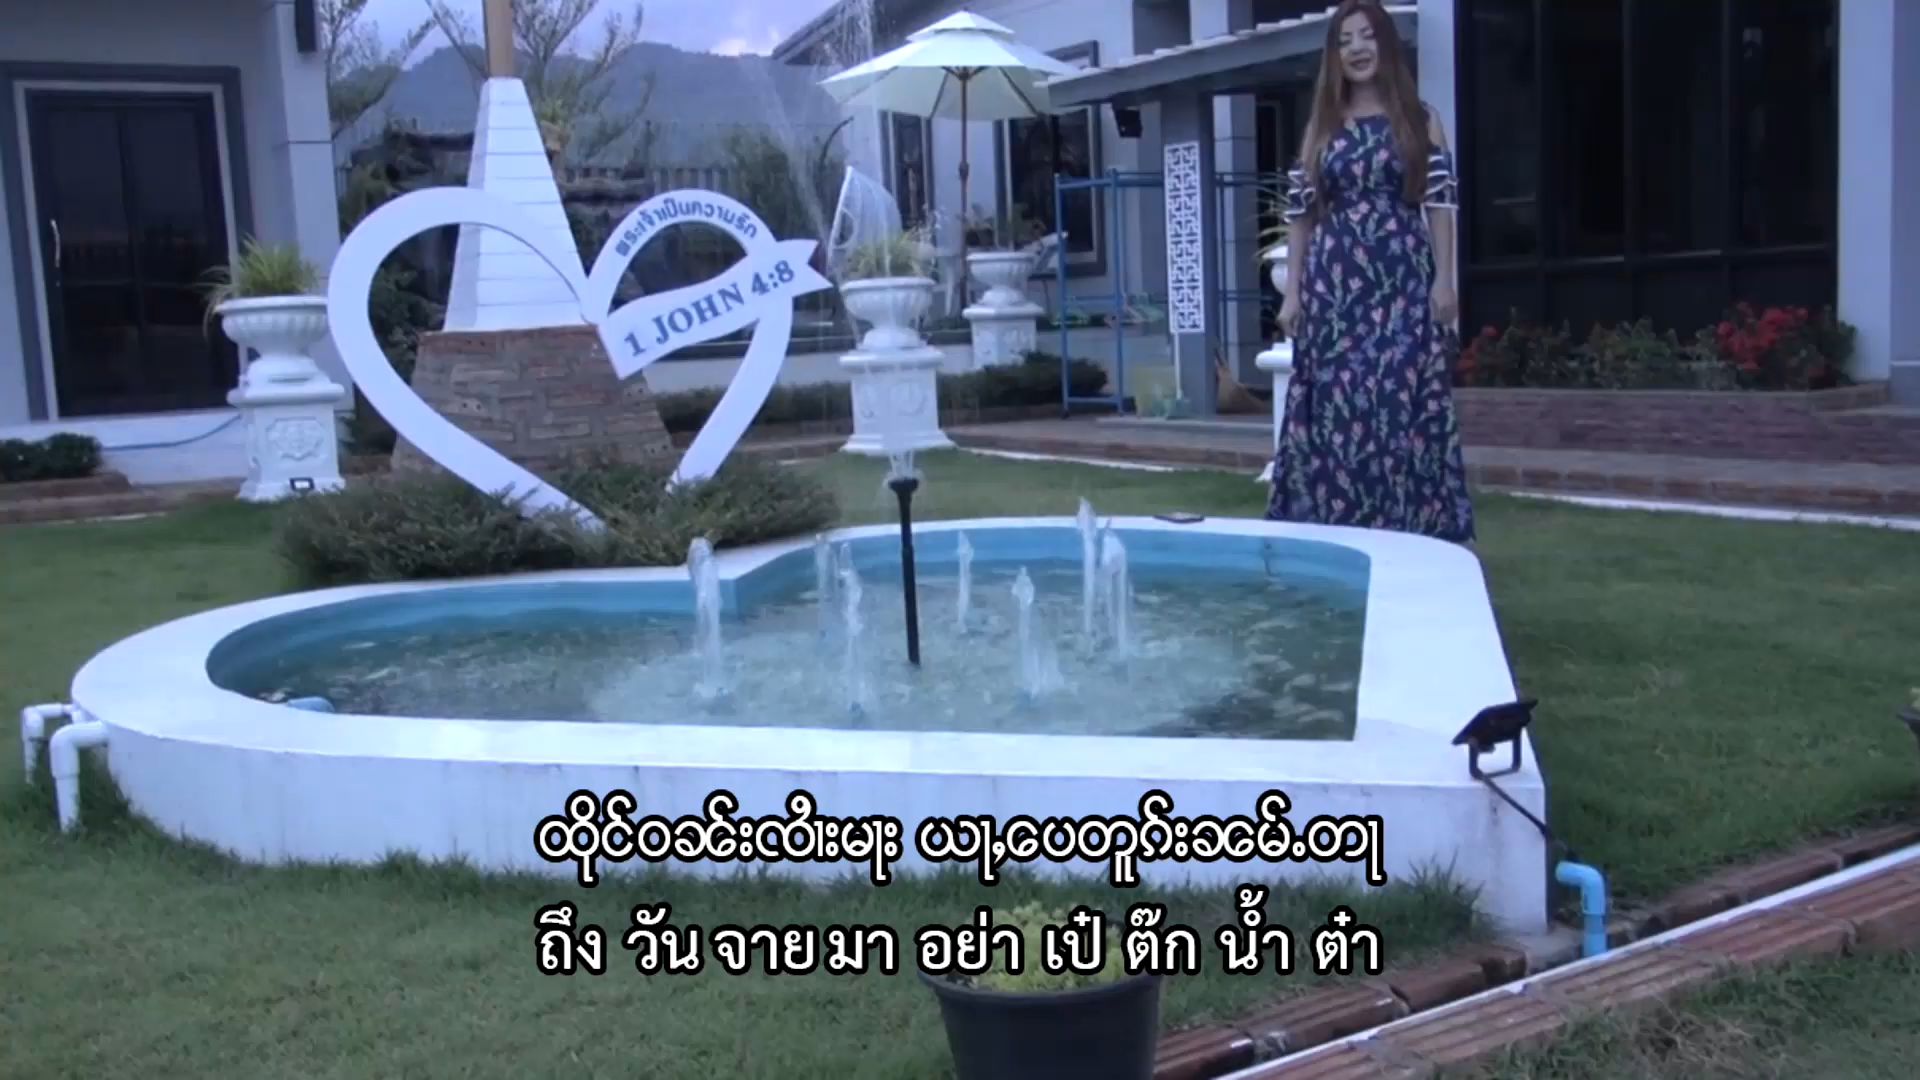 พระเจ้าเป็นความรัก
1 JOHN 4:8
ထိုင်ဝၼ်းၸၢႆးမႃး ယႃႇပေတူၵ်းၼမ်ႉတႃ
ถึง วัน จาย มา อย่า เป๋ ต๊ก น้ำ ต๋า